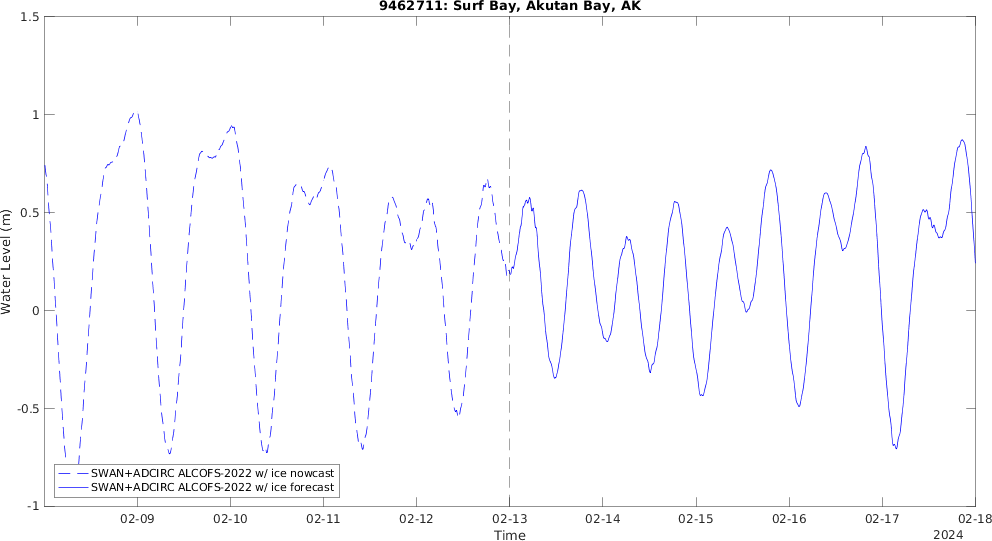 9462711: Surf Bay, Akutan Bay, AK
1.5
1
0.5
0
-0.5
-1
Water Level (m)
SWAN+ADCIRC ALCOFS-2022 w/ ice nowcast
SWAN+ADCIRC ALCOFS-2022 w/ ice forecast
02-09 02-10 02-11 02-12 02-13 02-14 02-15 02-16 02-17 02-18
Time
2024